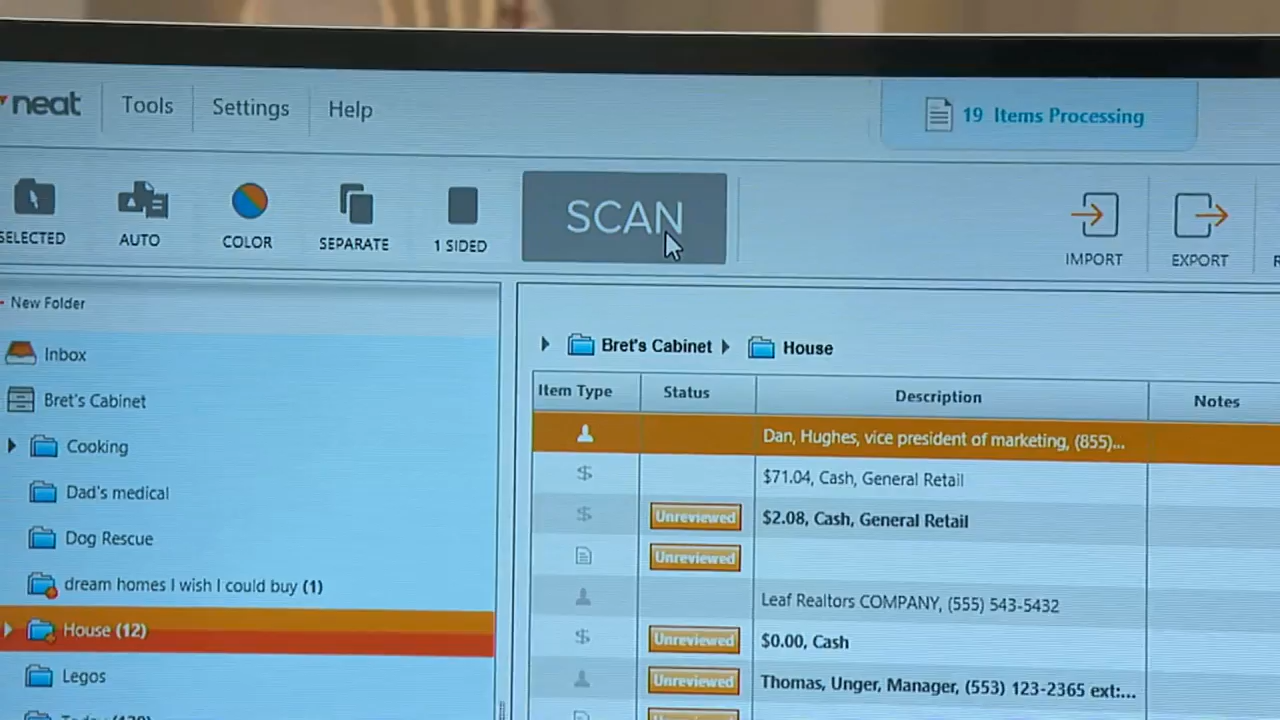 neat Tools Settings Help 19 Items Processing
SELECTED AUTO COLOR SEPARATE 1 SIDED SCAN IMPORT EXPORT
New Folder
Inbox
Bret's Cabinet
Cooking
Dad's medical
Dog Rescue
dream homes I wish I could buy (1)
House (12)
Legos
Bret's Cabinet House
Item Type Status Description Notes
Dan, Hughes, vice president of marketing, (855)...
$71.04, Cash, General Retail
Unreviewed $2.08, Cash, General Retail
Unreviewed
Leaf Realtors COMPANY, (555) 543-5432
Unreviewed $0.00, Cash
Unreviewed Thomas, Unger, Manager, (553) 123-2365 ext:...